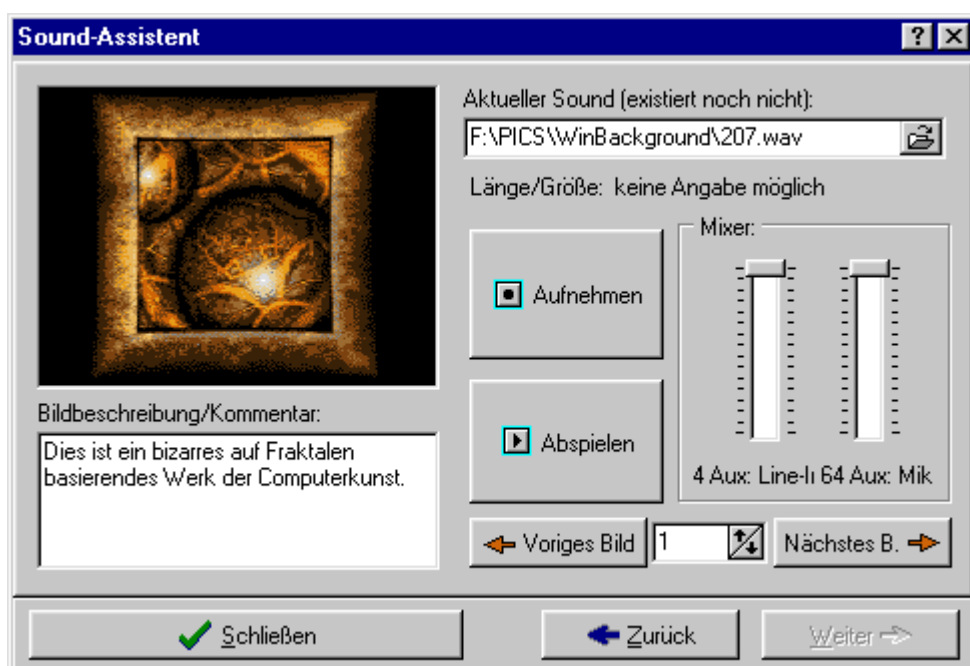 Sound-Assistent
Aktueller Sound (existiert noch nicht):
F:\PICS\WinBackground\207.wav
Länge/Größe: keine Angabe möglich
Mixer:
Aufnehmen
Bildbeschreibung/Kommentar:
Dies ist ein bizarres auf Fraktalen
basierendes Werk der Computerkunst.
Abspielen
4 Aux: Line-I 64 Aux: Mik
Voriges Bild 1 Nächstes B.
Schließen Zurück Weiter